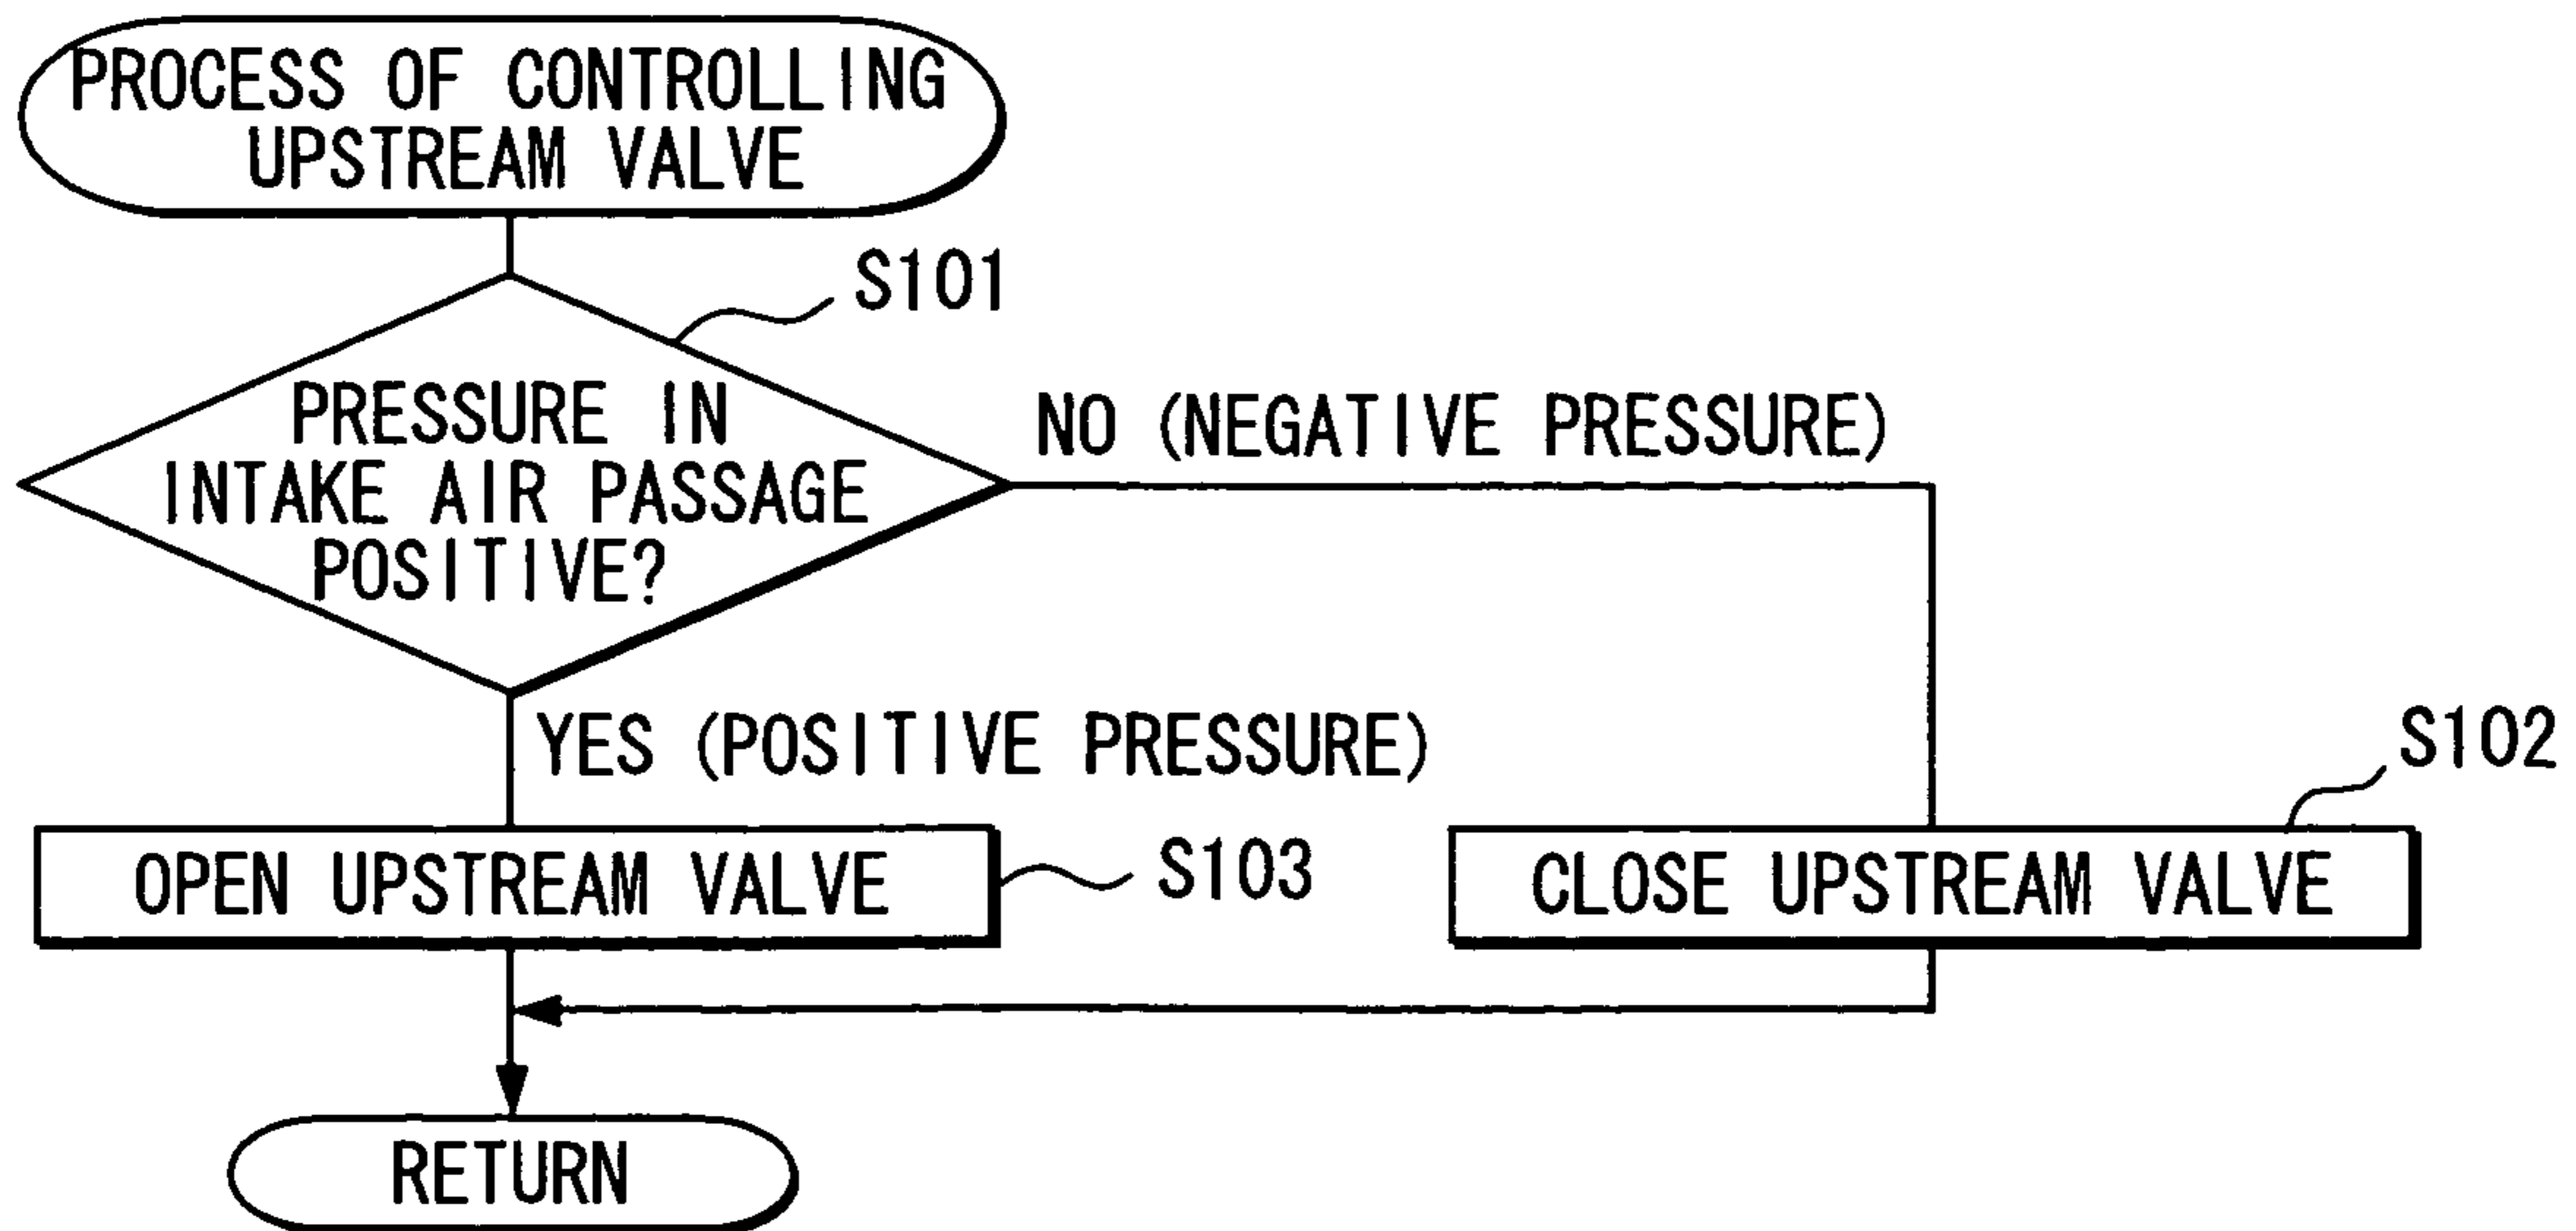 PROCESS OF CONTROLLING
UPSTREAM VALVE
S101
PRESSURE IN
INTAKE AIR PASSAGE
POSITIVE?
NO (NEGATIVE PRESSURE)
YES (POSITIVE PRESSURE)
S102
OPEN UPSTREAM VALVE
S103
CLOSE UPSTREAM VALVE
RETURN